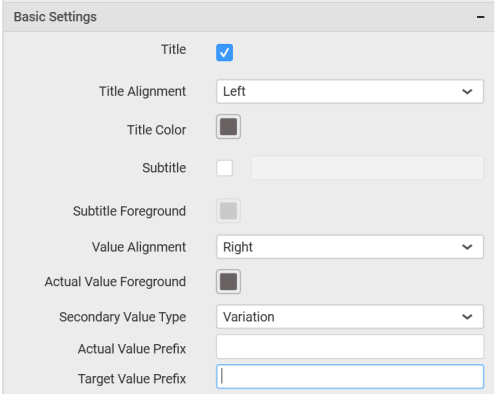 Basic Settings
Title
Title Alignment Left
Title Color
Subtitle
Subtitle Foreground
Value Alignment Right
Actual Value Foreground
Secondary Value Type Variation
Actual Value Prefix
Target Value Prefix